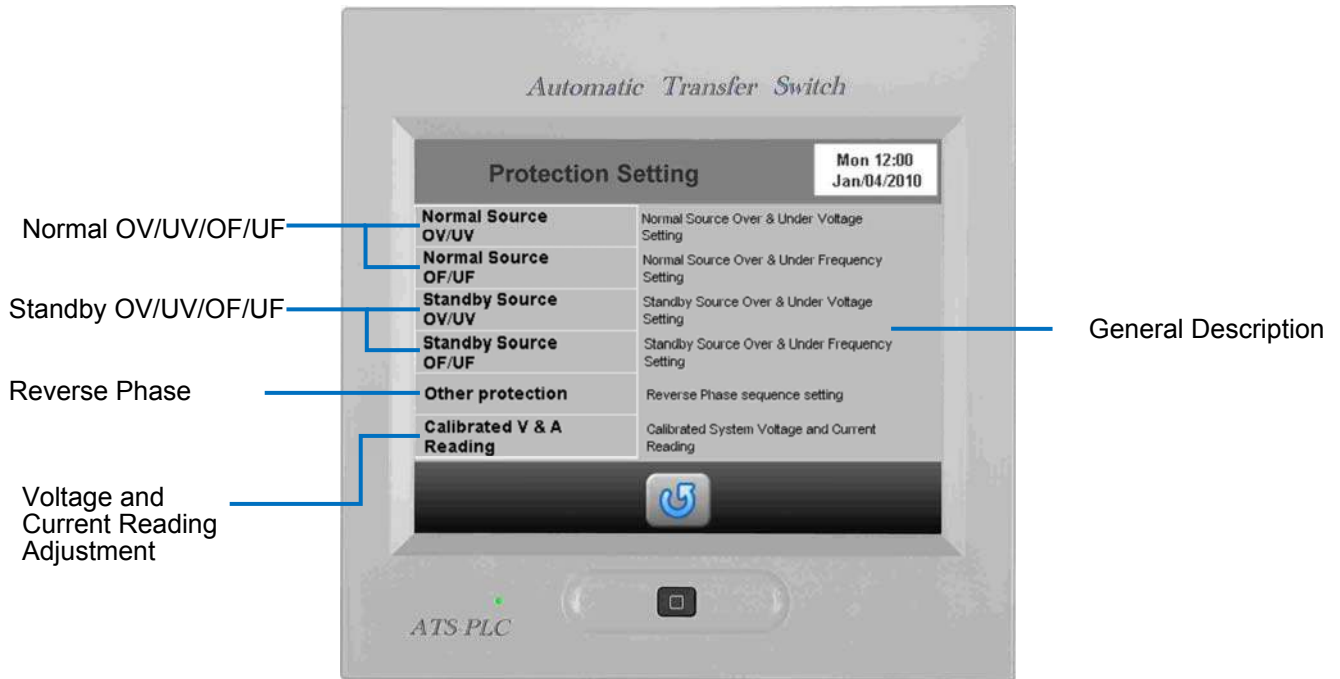 Automatic Transfer Switch
Protection Setting
Mon 12:00
Jan/04/2010
Normal OV/UV/OF/UF
Normal Source
OV/UV
Normal Source Over & Under Voltage
Setting
Normal Source
OF/UF
Normal Source Over & Under Frequency
Setting
Standby OV/UV/OF/UF
Standby Source
OV/UV
Standby Source Over & Under Voltage
Setting
General Description
Standby Source
OF/UF
Standby Source Over & Under Frequency
Setting
Reverse Phase
Other protection
Reverse Phase sequence setting
Calibrated V & A
Reading
Calibrated System Voltage and Current
Reading
Voltage and
Current Reading
Adjustment
ATS-PLC